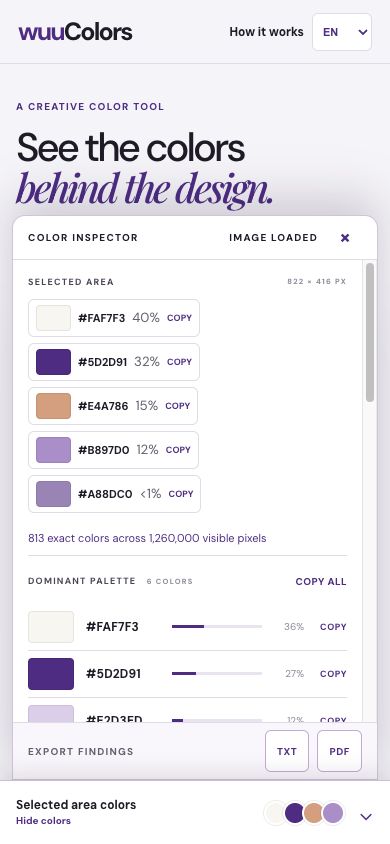 wuuColors
How it works
EN
A CREATIVE COLOR TOOL
See the colors
behind the design.
COLOR INSPECTOR
IMAGE LOADED
×
SELECTED AREA
822 × 416 PX
#FAF7F3 40% COPY
#5D2D91 32% COPY
#E4A786 15% COPY
#B897D0 12% COPY
#A88DC0 <1% COPY
813 exact colors across 1,260,000 visible pixels
DOMINANT PALETTE 6 COLORS
COPY ALL
#FAF7F3 36% COPY
#5D2D91 27% COPY
#E2D3ED 12% COPY
EXPORT FINDINGS
TXT
PDF
Selected area colors
Hide colors